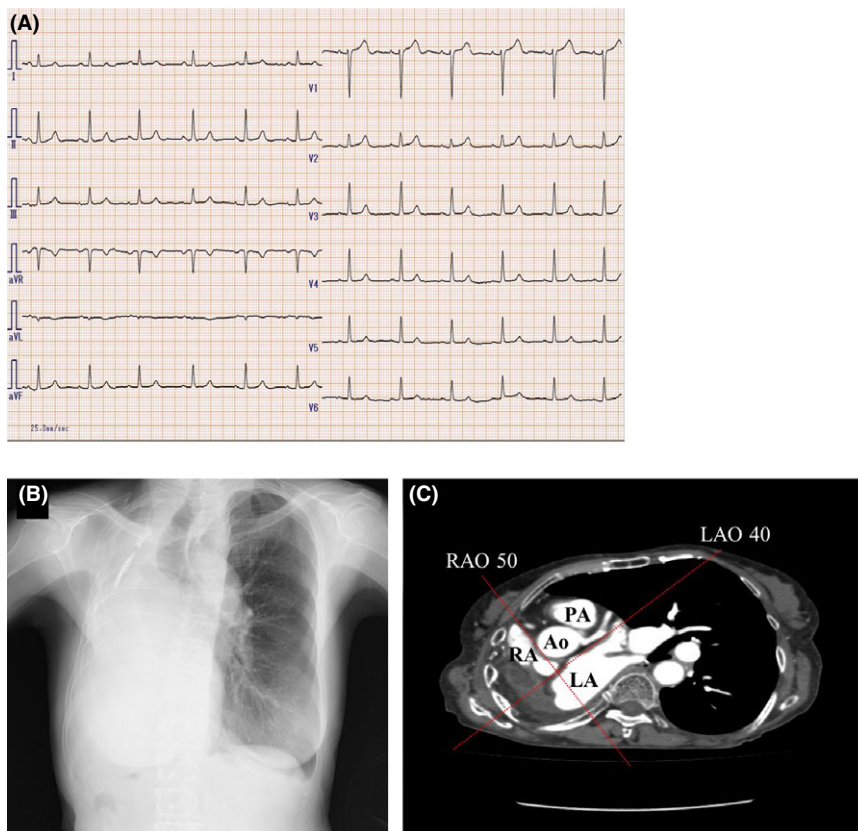 (A)
I
II
III
aVR
aVL
aVF
V1
V2
V3
V4
V5
V6
25.0mm/sec
(B)
(C)
RAO 50
LAO 40
PA
Ao
RA
LA